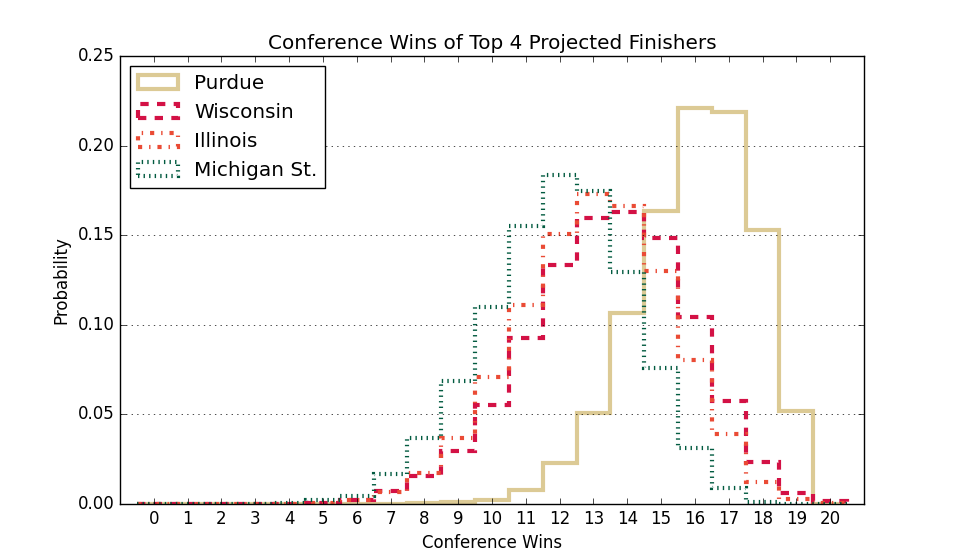 Conference Wins of Top 4 Projected Finishers
Purdue
Wisconsin
Illinois
Michigan St.
0.25
0.20
0.15
0.10
0.05
0.00
Probability
0 1 2 3 4 5 6 7 8 9 10 11 12 13 14 15 16 17 18 19 20
Conference Wins